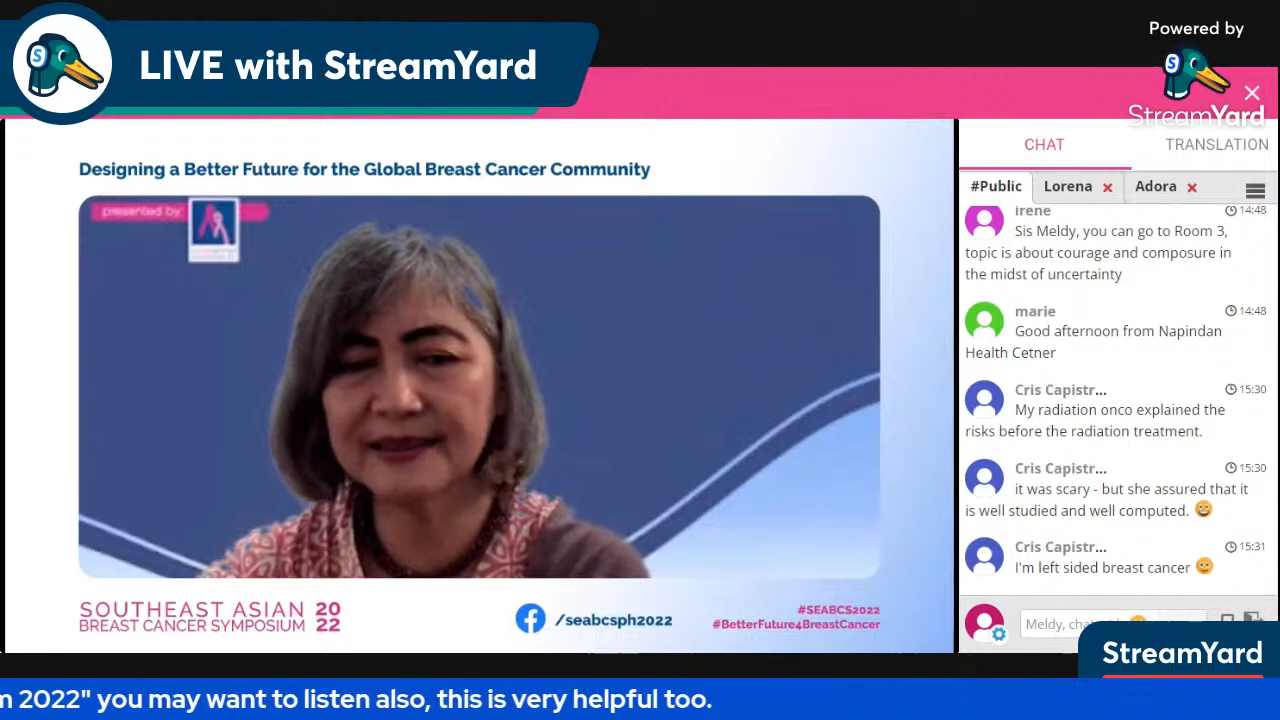 LIVE with StreamYard
Powered by
StreamYard
Designing a Better Future for the Global Breast Cancer Community
presented by:
SOUTHEAST ASIAN 20
BREAST CANCER SYMPOSIUM 22
/seabcsph2022
#SEABCS2022
#BetterFuture4BreastCancer
CHAT
TRANSLATION
#Public
Lorena
Adora
irene
14:48
Sis Meldy, you can go to Room 3,
topic is about courage and composure in
the midst of uncertainty
marie
14:48
Good afternoon from Napindan
Health Cetner
Cris Capistr...
15:30
My radiation onco explained the
risks before the radiation treatment.
Cris Capistr...
15:30
it was scary - but she assured that it
is well studied and well computed.
Cris Capistr...
15:31
I'm left sided breast cancer
Meldy,
StreamYard
m 2022" you may want to listen also, this is very helpful too.